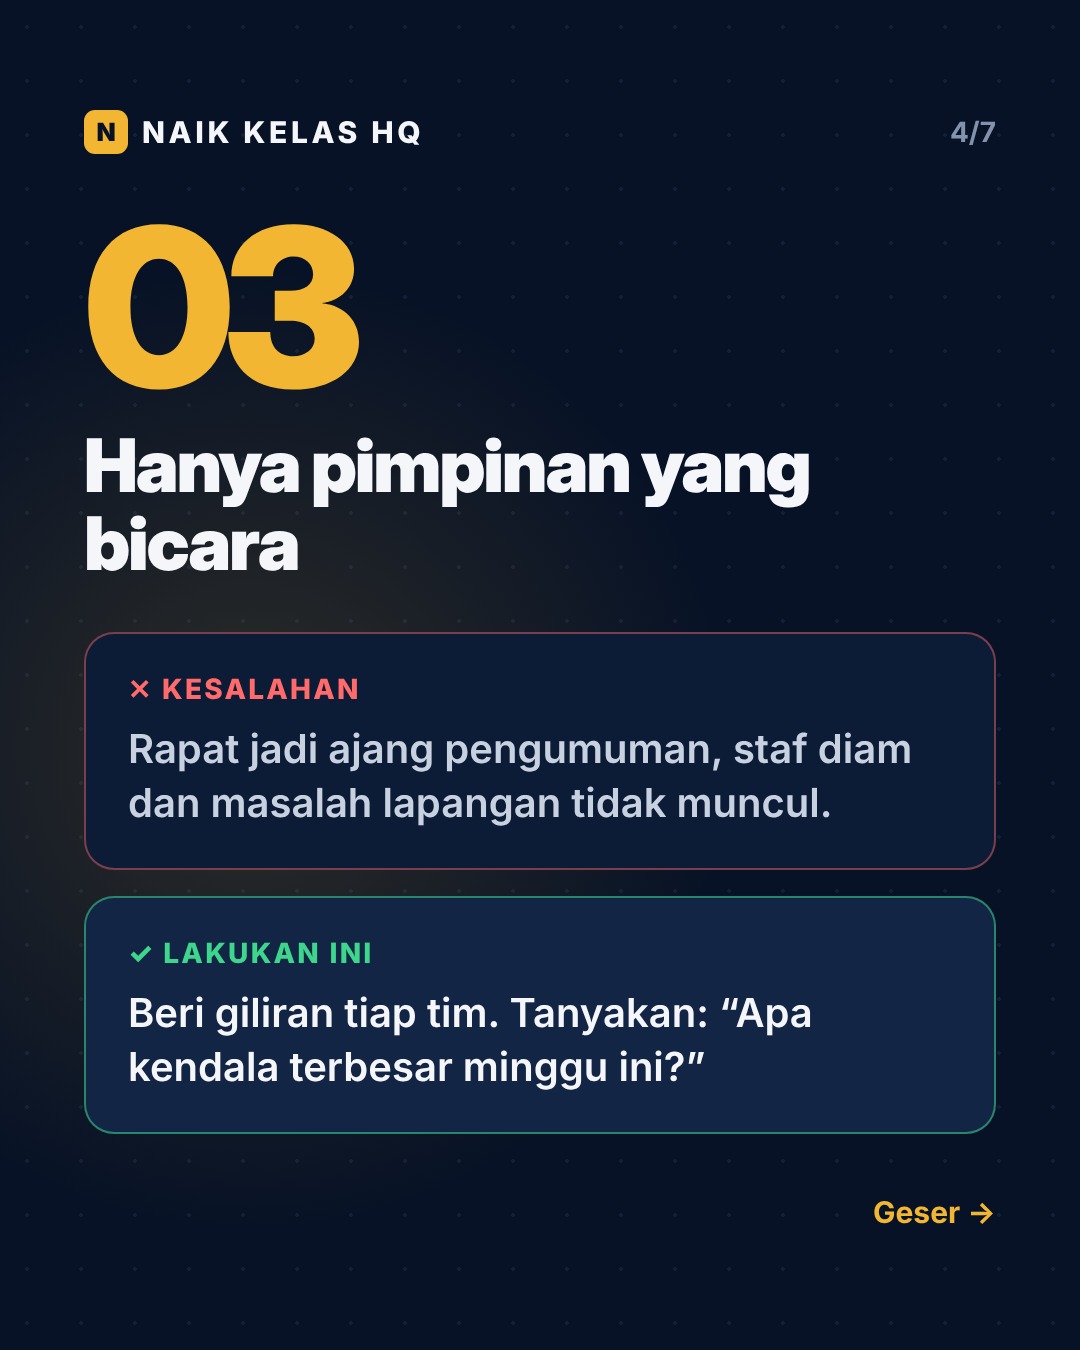 N NAIK KELAS HQ
4/7
03
Hanya pimpinan yang
bicara
✕ KESALAHAN
Rapat jadi ajang pengumuman, staf diam
dan masalah lapangan tidak muncul.
✓ LAKUKAN INI
Beri giliran tiap tim. Tanyakan: “Apa
kendala terbesar minggu ini?”
Geser →